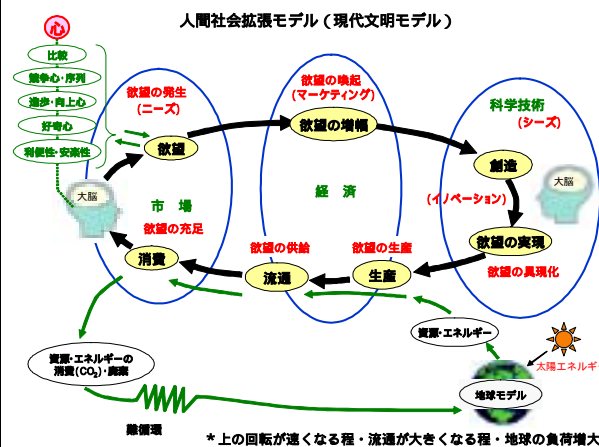 人間社会拡張モデル（現代文明モデル）
心
比較
競争心・序列
進歩・向上心
好奇心
利便性・安楽性
大脳
欲望の発生
(ニーズ)
欲望
市　場
欲望の充足
消費
欲望の喚起
(マーケティング)
欲望の増幅
経　済
欲望の供給
流通
欲望の生産
生産
科学技術
(シーズ)
創造
(イノベーション)
大脳
欲望の実現
欲望の具現化
資源・エネルギー
太陽エネルギ
地球モデル
資源・エネルギーの
消費(CO₂)・廃棄
難循環
＊上の回転が速くなる程・流通が大きくなる程・地球の負荷増大